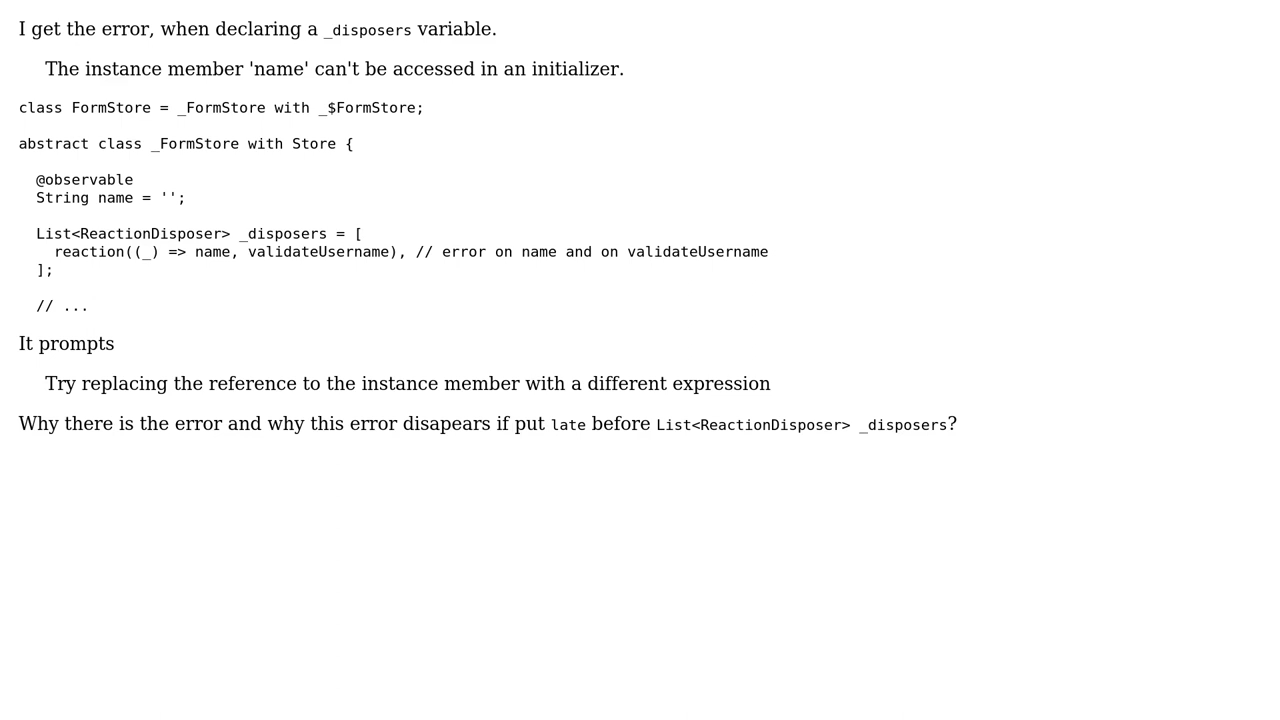 I get the error, when declaring a _disposers variable.
The instance member 'name' can't be accessed in an initializer.
class FormStore = _FormStore with _$FormStore;
abstract class _FormStore with Store {
@observable
String name = '';
List<ReactionDisposer> _disposers = [
reaction((_) => name, validateUsername), // error on name and on validateUsername
];
// ...
It prompts
Try replacing the reference to the instance member with a different expression
Why there is the error and why this error disapears if put late before List<ReactionDisposer> _disposers?